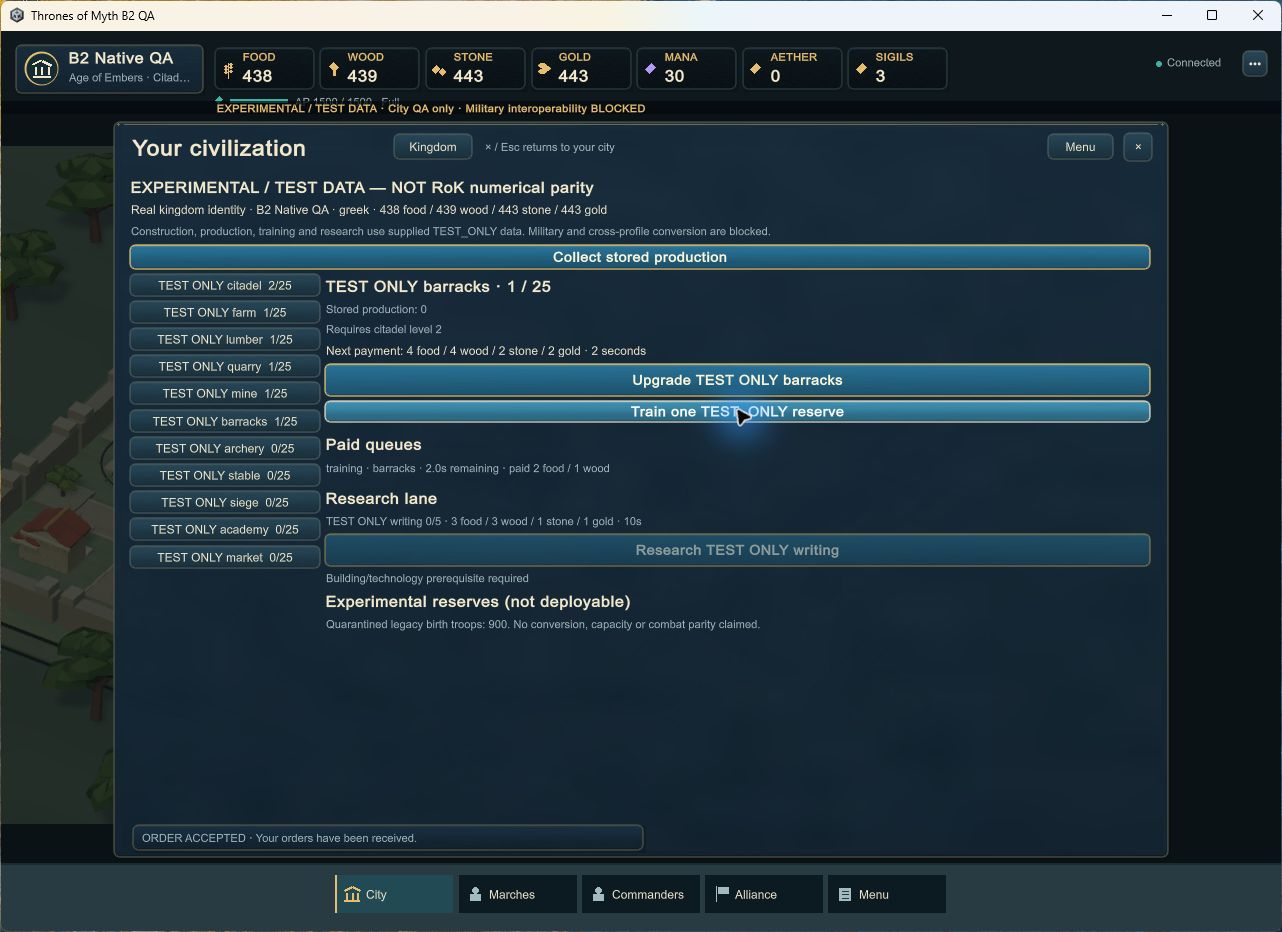 Thrones of Myth B2 QA
B2 Native QA
Age of Embers · Citad...
FOOD
438
WOOD
439
STONE
443
GOLD
443
MANA
30
AETHER
0
SIGILS
3
Connected
AP 1500 / 1500 · Full
EXPERIMENTAL / TEST DATA · City QA only · Military interoperability BLOCKED
Your civilization
Kingdom
× / Esc returns to your city
Menu
×
EXPERIMENTAL / TEST DATA — NOT RoK numerical parity
Real kingdom identity · B2 Native QA · greek · 438 food / 439 wood / 443 stone / 443 gold
Construction, production, training and research use supplied TEST_ONLY data. Military and cross-profile conversion are blocked.
Collect stored production
TEST ONLY citadel 2/25
TEST ONLY farm 1/25
TEST ONLY lumber 1/25
TEST ONLY quarry 1/25
TEST ONLY mine 1/25
TEST ONLY barracks 1/25
TEST ONLY archery 0/25
TEST ONLY stable 0/25
TEST ONLY siege 0/25
TEST ONLY academy 0/25
TEST ONLY market 0/25
TEST ONLY barracks · 1 / 25
Stored production: 0
Requires citadel level 2
Next payment: 4 food / 4 wood / 2 stone / 2 gold · 2 seconds
Upgrade TEST ONLY barracks
Train one TEST ONLY reserve
Paid queues
training · barracks · 2.0s remaining · paid 2 food / 1 wood
Research lane
TEST ONLY writing 0/5 · 3 food / 3 wood / 1 stone / 1 gold · 10s
Research TEST ONLY writing
Building/technology prerequisite required
Experimental reserves (not deployable)
Quarantined legacy birth troops: 900. No conversion, capacity or combat parity claimed.
ORDER ACCEPTED · Your orders have been received.
City
Marches
Commanders
Alliance
Menu